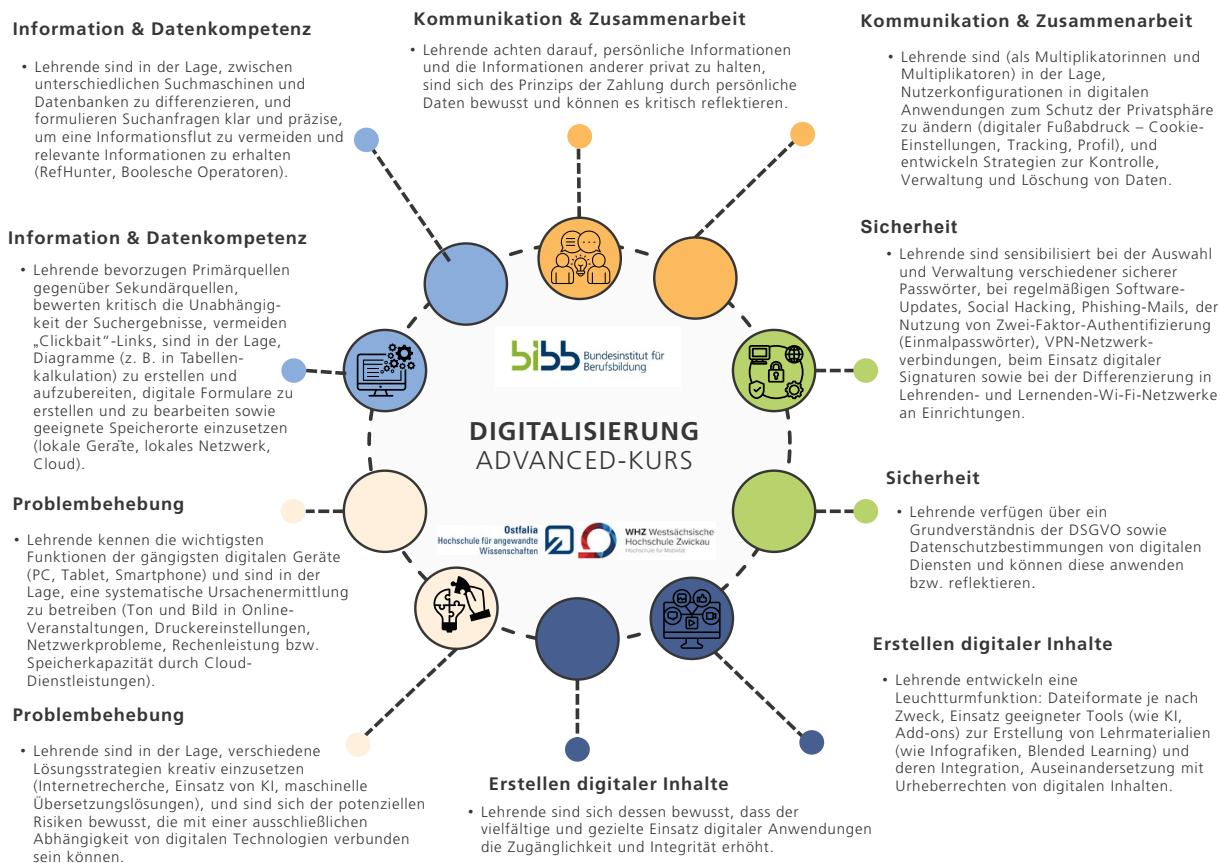 Information & Datenkompetenz
• Lehrende sind in der Lage, zwischen
unterschiedlichen Suchmaschinen und
Datenbanken zu differenzieren, und
formulieren Suchanfragen klar und präzise,
um eine Informationsflut zu vermeiden und
relevante Informationen zu erhalten
(RefHunter, Boolesche Operatoren).
Kommunikation & Zusammenarbeit
• Lehrende achten darauf, persönliche Informationen
und die Informationen anderer privat zu halten,
sind sich des Prinzips der Zahlung durch persönliche
Daten bewusst und können es kritisch reflektieren.
Kommunikation & Zusammenarbeit
• Lehrende sind (als Multiplikatorinnen und
Multiplikatoren) in der Lage,
Nutzerkonfigurationen in digitalen
Anwendungen zum Schutz der Privatsphäre
zu ändern (digitaler Fußabdruck – Cookie-
Einstellungen, Tracking, Profil), und
entwickeln Strategien zur Kontrolle,
Verwaltung und Löschung von Daten.
Information & Datenkompetenz
• Lehrende bevorzugen Primärquellen
gegenüber Sekundärquellen,
bewerten kritisch die Unabhängig-
keit der Suchergebnisse, vermeiden
„Clickbait“-Links, sind in der Lage,
Diagramme (z. B. in Tabellen-
kalkulation) zu erstellen und
aufzubereiten, digitale Formulare zu
erstellen und zu bearbeiten sowie
geeignete Speicherorte einzusetzen
(lokale Geräte, lokales Netzwerk,
Cloud).
Sicherheit
• Lehrende sind sensibilisiert bei der Auswahl
und Verwaltung verschiedener sicherer
Passwörter, bei regelmäßigen Software-
Updates, Social Hacking, Phishing-Mails, der
Nutzung von Zwei-Faktor-Authentifizierung
(Einmalpasswörter), VPN-Netzwerk-
verbindungen, beim Einsatz digitaler
Signaturen sowie bei der Differenzierung in
Lehrenden- und Lernenden-Wi-Fi-Netzwerke
an Einrichtungen.
bibb Bundesinstitut für
Berufsbildung
DIGITALISIERUNG
ADVANCED-KURS
Ostfalia
Hochschule für angewandte
Wissenschaften
WHZ Westsächsische
Hochschule Zwickau
Hochschule für Mobilität
Problembehebung
• Lehrende kennen die wichtigsten
Funktionen der gängigsten digitalen Geräte
(PC, Tablet, Smartphone) und sind in der
Lage, eine systematische Ursachenermittlung
zu betreiben (Ton und Bild in Online-
Veranstaltungen, Druckereinstellungen,
Netzwerkprobleme, Rechenleistung bzw.
Speicherkapazität durch Cloud-
Dienstleistungen).
Sicherheit
• Lehrende verfügen über ein
Grundverständnis der DSGVO sowie
Datenschutzbestimmungen von digitalen
Diensten und können diese anwenden
bzw. reflektieren.
Problembehebung
• Lehrende sind in der Lage, verschiedene
Lösungsstrategien kreativ einzusetzen
(Internetrecherche, Einsatz von KI, maschinelle
Übersetzungslösungen), und sind sich der potenziellen
Risiken bewusst, die mit einer ausschließlichen
Abhängigkeit von digitalen Technologien verbunden
sein können.
Erstellen digitaler Inhalte
• Lehrende sind sich dessen bewusst, dass der
vielfältige und gezielte Einsatz digitaler Anwendungen
die Zugänglichkeit und Integrität erhöht.
Erstellen digitaler Inhalte
• Lehrende entwickeln eine
Leuchtturmfunktion: Dateiformate je nach
Zweck, Einsatz geeigneter Tools (wie KI,
Add-ons) zur Erstellung von Lehrmaterialien
(wie Infografiken, Blended Learning) und
deren Integration, Auseinandersetzung mit
Urheberrechten von digitalen Inhalten.